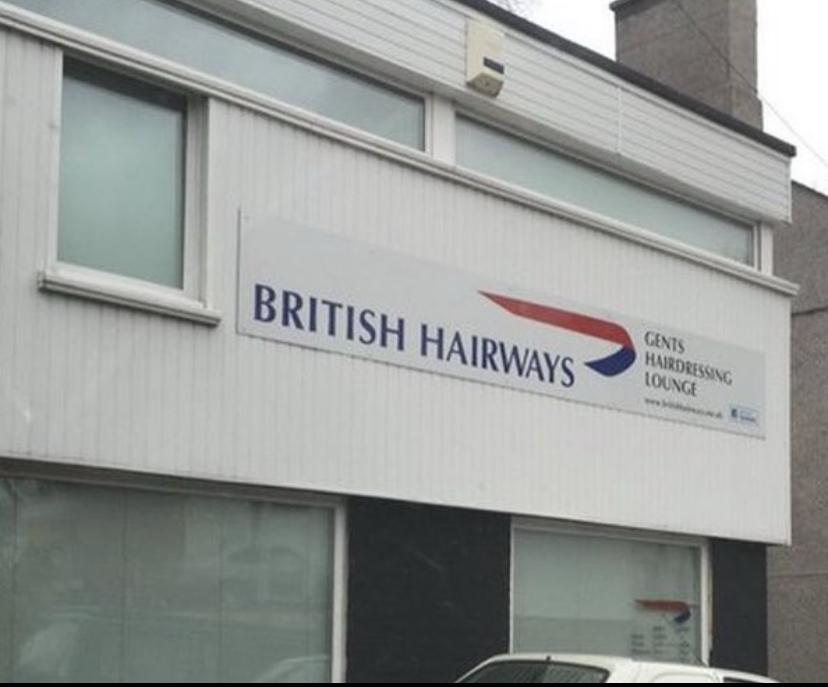 BRITISH HAIRWAYS
GENTS
HAIRDRESSING
LOUNGE